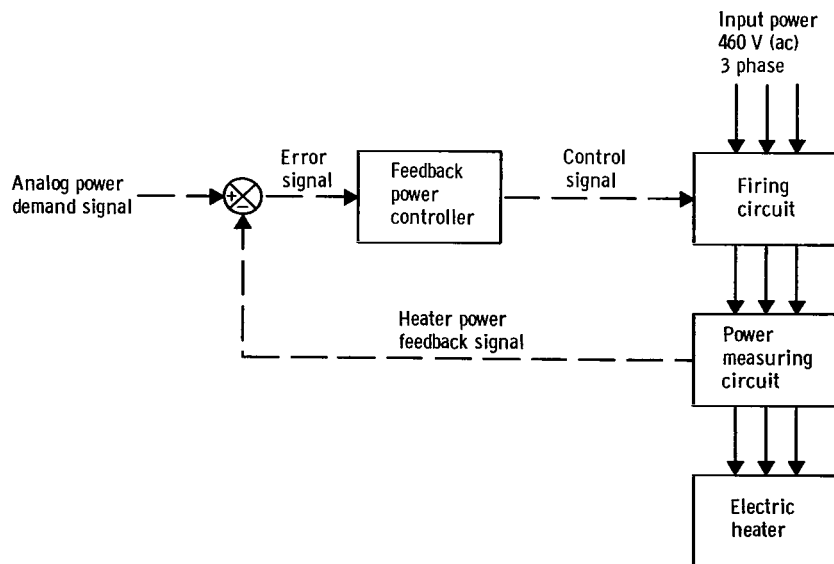 Input power
460 V (ac)
3 phase
Analog power
demand signal
+
−
Error
signal
Feedback
power
controller
Control
signal
Firing
circuit
Heater power
feedback signal
Power
measuring
circuit
Electric
heater